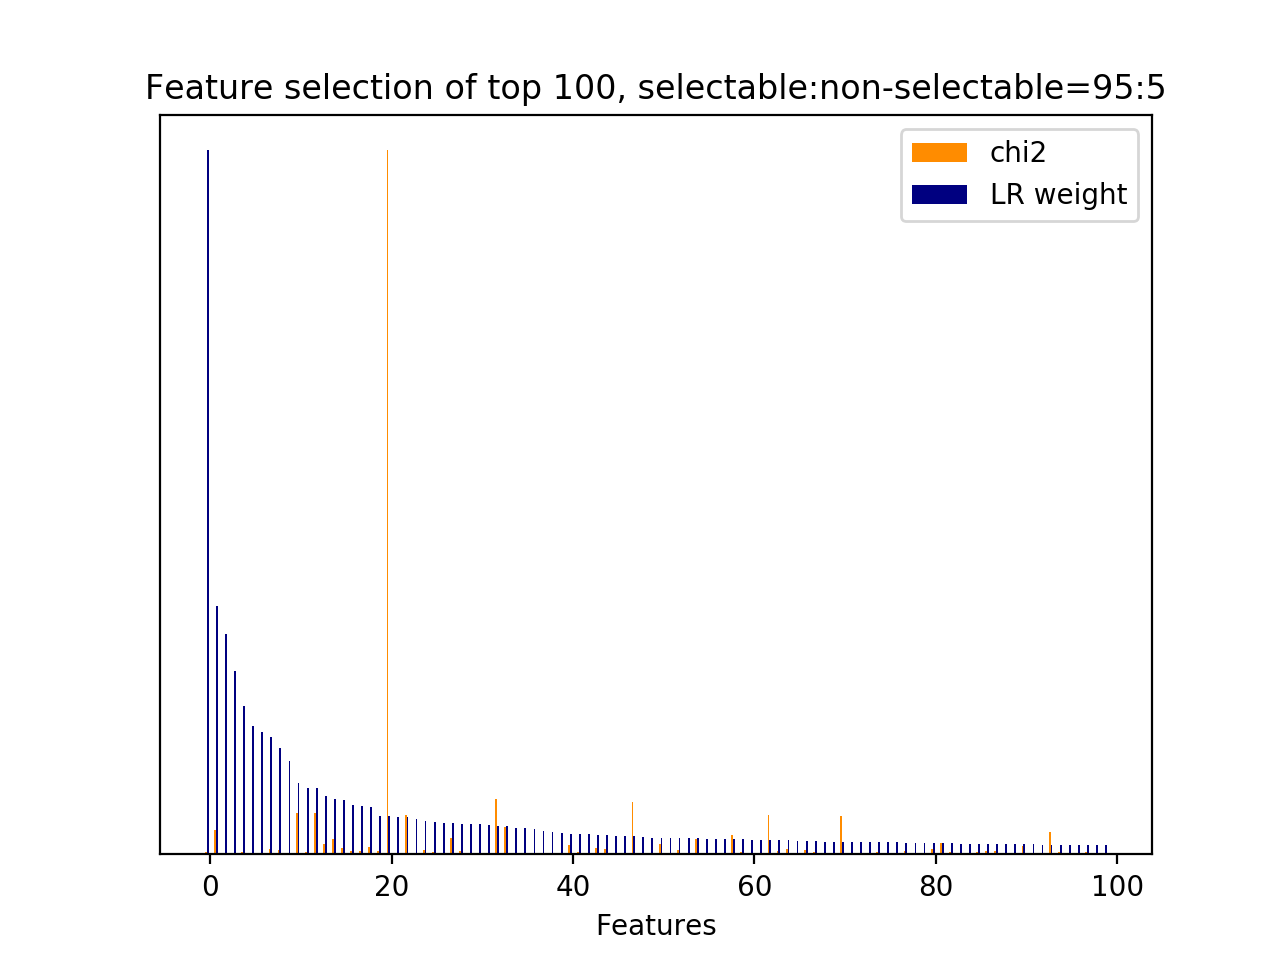 Feature selection of top 100, selectable:non-selectable=95:5
chi2
LR weight
0 20 40 60 80 100
Features